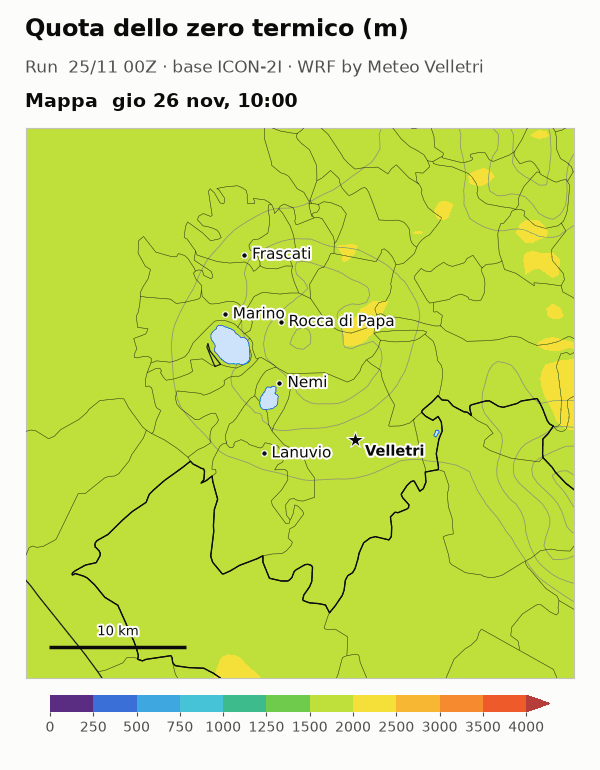 Quota dello zero termico (m)
Run 25/11 00Z · base ICON-2I · WRF by Meteo Velletri
Mappa gio 26 nov, 10:00
Frascati
Marino
Rocca di Papa
Nemi
Velletri
Lanuvio
10 km
0 250 500 750 1000 1250 1500 2000 2500 3000 3500 4000